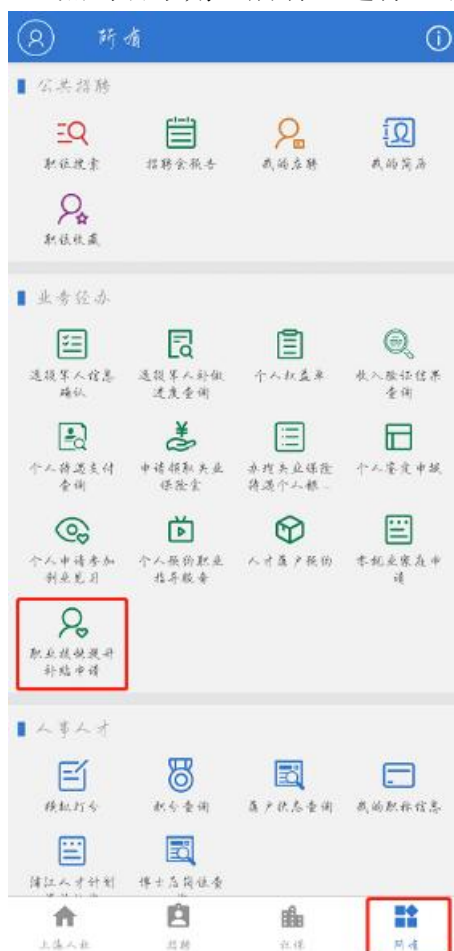 所有
公共招聘
职位搜索
招聘会报告
我的应聘
我的简历
职位收藏
业务经办
退役军人信息
确认
退役军人补缴
进度查询
个人权益单
收入验证结果
查询
个人待遇支付
查询
申请领取失业
保险金
办理失业保险
待遇个人银...
个人鉴定申报
个人申请参加
创业见习
个人预约职业
指导服务
人才落户预约
零就业家庭申
请
职业技能提升
补贴申请
人事人才
模拟打分
积分查询
落户状态查询
我的职称信息
浦江人才计划
博士后岗位查
上海人社
招聘
社保
所有